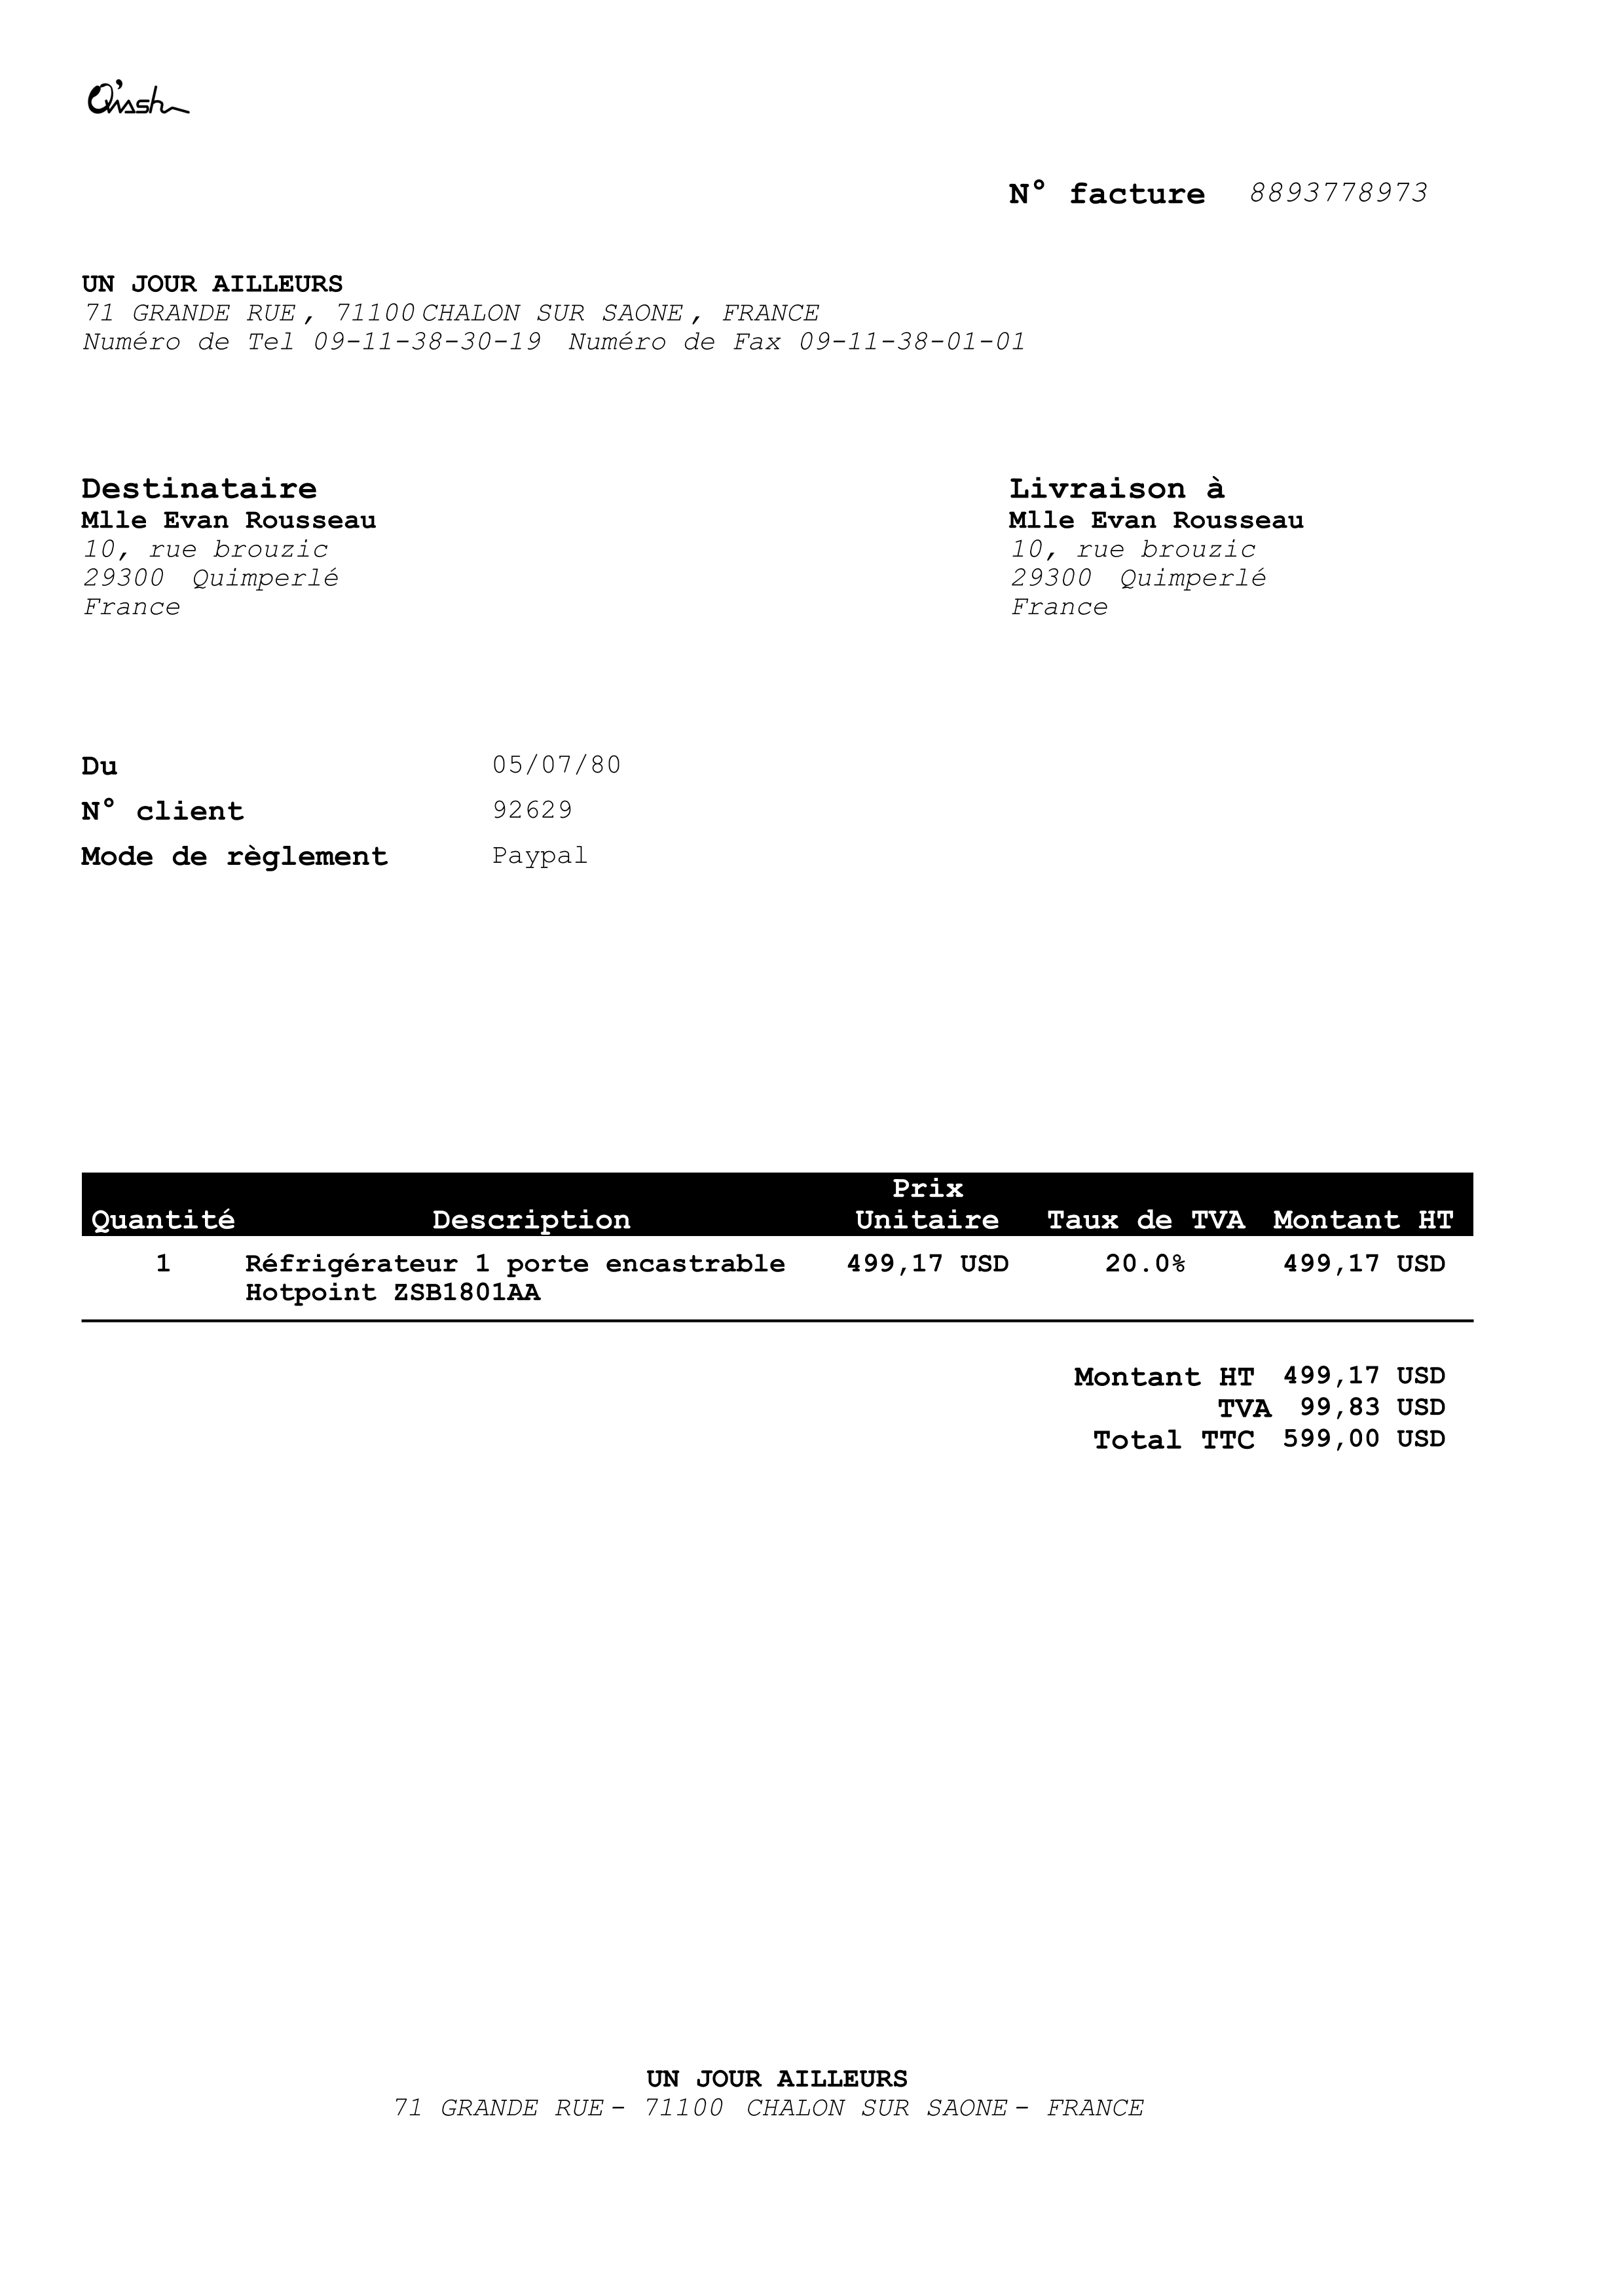 Q'wash
N° facture 8893778973
UN JOUR AILLEURS
71 GRANDE RUE , 71100 CHALON SUR SAONE , FRANCE
Numéro de Tel 09-11-38-30-19 Numéro de Fax 09-11-38-01-01
Destinataire
Mlle Evan Rousseau
10, rue brouzic
29300 Quimperlé
France
Livraison à
Mlle Evan Rousseau
10, rue brouzic
29300 Quimperlé
France
Du 05/07/80
N° client 92629
Mode de règlement Paypal
Quantité Description Prix Unitaire Taux de TVA Montant HT
1 Réfrigérateur 1 porte encastrable 499,17 USD 20.0% 499,17 USD
Hotpoint ZSB1801AA
Montant HT 499,17 USD
TVA 99,83 USD
Total TTC 599,00 USD
UN JOUR AILLEURS
71 GRANDE RUE - 71100 CHALON SUR SAONE - FRANCE